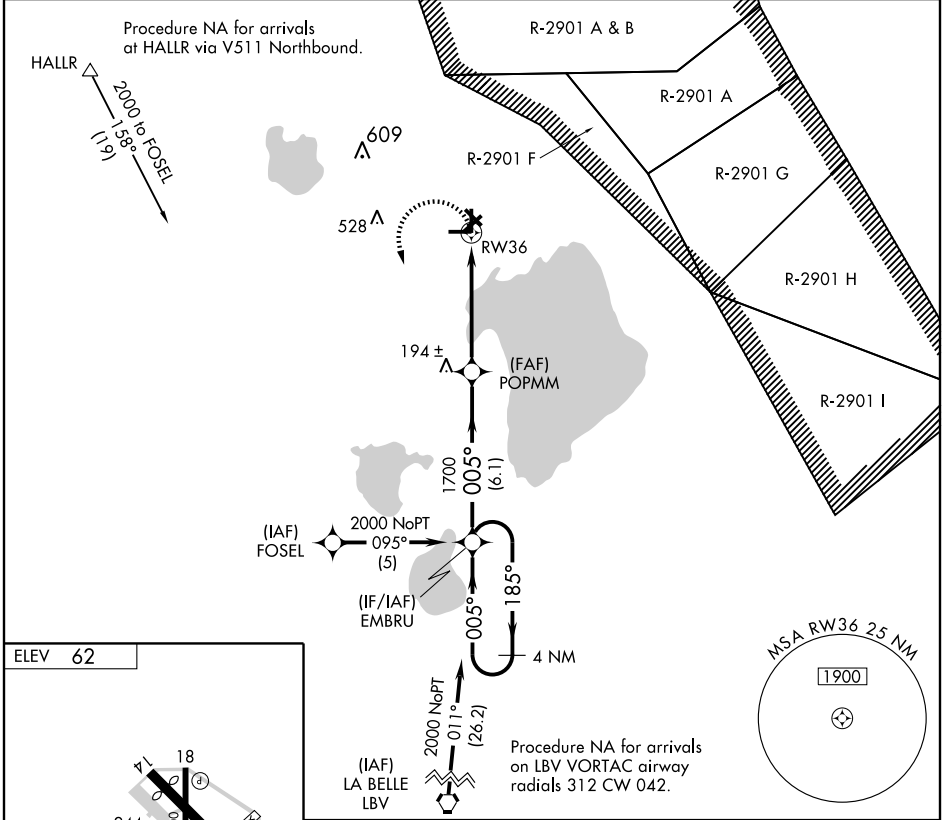 Procedure NA for arrivals
at HALLR via V511 Northbound.
HALLR
2000 to FOSEL
158°
(19)
609
528
R-2901 A & B
R-2901 A
R-2901 F
R-2901 G
R-2901 H
R-2901 I
RW36
194 ±
(FAF)
POPMM
1700
005°
(6.1)
(IAF)
FOSEL
2000 NoPT
095°
(5)
(IF/IAF)
EMBRU
005°
185°
4 NM
2000 NoPT
011°
(26.2)
(IAF)
LA BELLE
LBV
Procedure NA for arrivals
on LBV VORTAC airway
radials 312 CW 042.
MSA RW36 25 NM
1900
ELEV 62
14
18
P